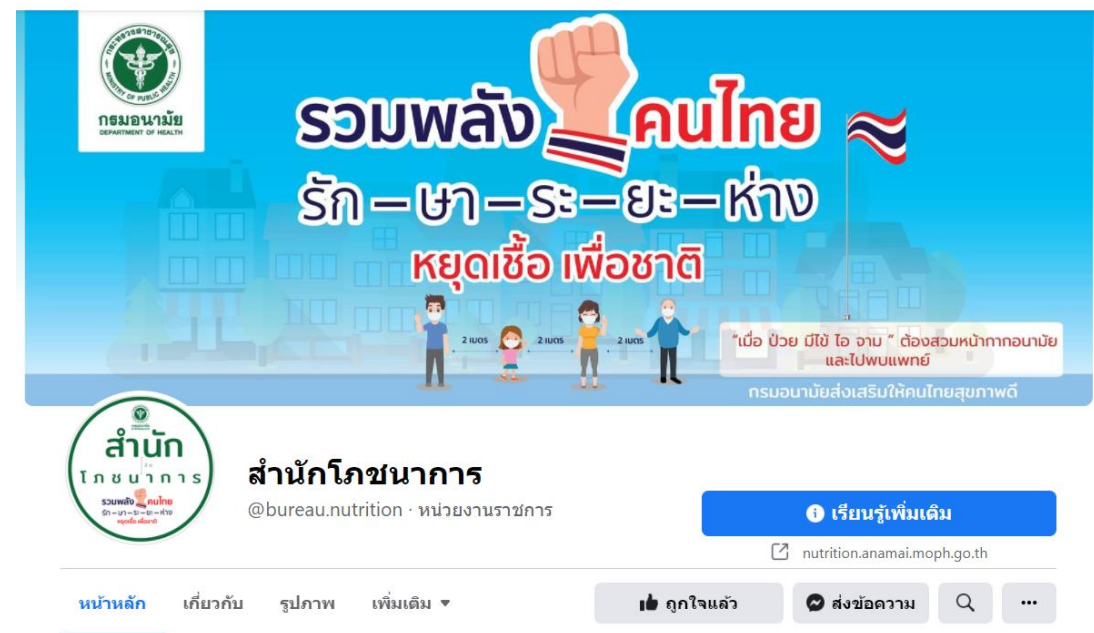 กระทรวงสาธารณสุข
MINISTRY OF PUBLIC HEALTH
กรมอนามัย
DEPARTMENT OF HEALTH
รวมพลัง คนไทย
รัก – ษา – ระ – ยะ – ห่าง
หยุดเชื้อ เพื่อชาติ
2 เมตร 2 เมตร 2 เมตร
"เมื่อ ป่วย มีไข้ ไอ จาม " ต้องสวมหน้ากากอนามัย
และไปพบแพทย์
กรมอนามัยส่งเสริมให้คนไทยสุขภาพดี
สำนัก
โภชนาการ
รวมพลัง คนไทย
รัก – ษา – ระ – ยะ – ห่าง
หยุดเชื้อ เพื่อชาติ
สำนักโภชนาการ
@bureau.nutrition · หน่วยงานราชการ
เรียนรู้เพิ่มเติม
nutrition.anamai.moph.go.th
หน้าหลัก เกี่ยวกับ รูปภาพ เพิ่มเติม ถูกใจแล้ว ส่งข้อความ